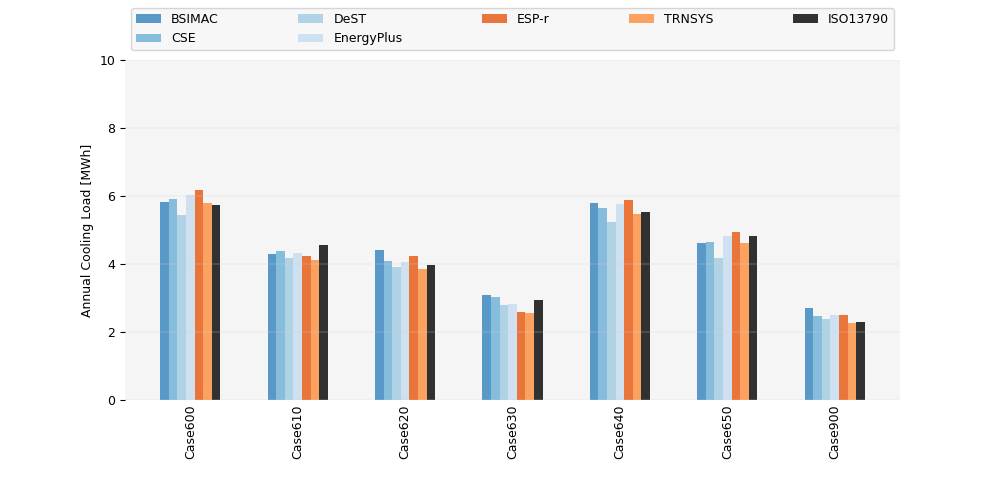 BSIMAC DeST ESP-r TRNSYS ISO13790
CSE EnergyPlus
10
8
6
4
2
0
Annual Cooling Load [MWh]
Case600 Case610 Case620 Case630 Case640 Case650 Case900